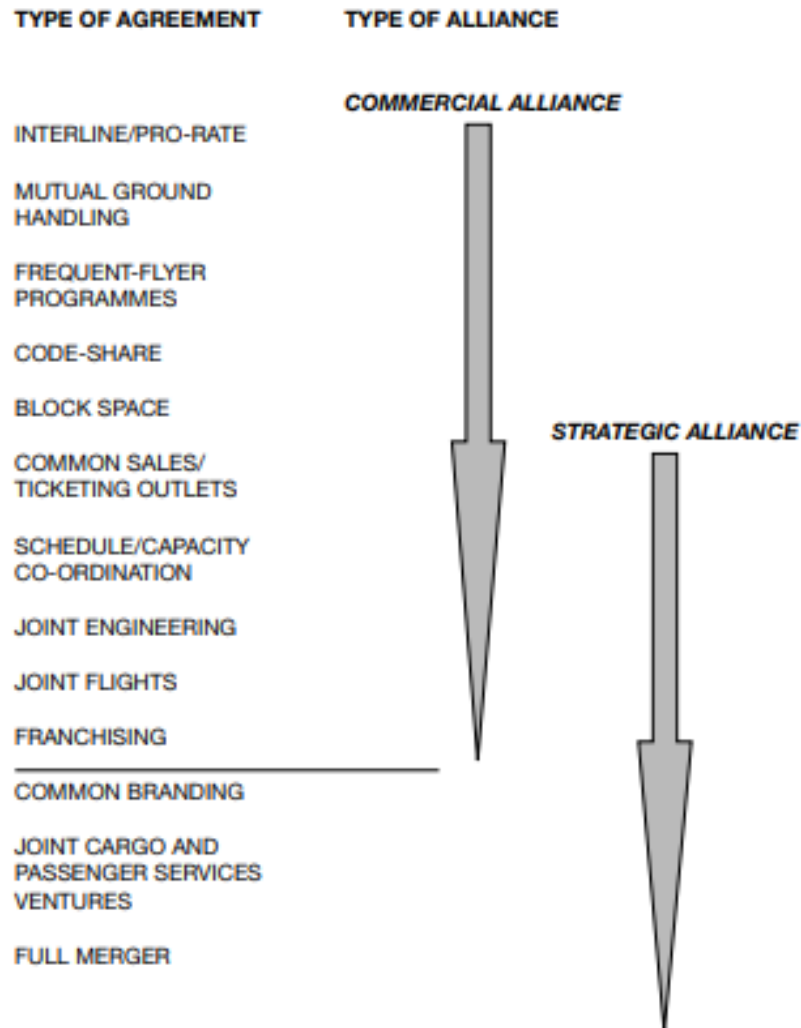 TYPE OF AGREEMENT TYPE OF ALLIANCE
COMMERCIAL ALLIANCE
INTERLINE/PRO-RATE
MUTUAL GROUND
HANDLING
FREQUENT-FLYER
PROGRAMMES
CODE-SHARE
BLOCK SPACE
STRATEGIC ALLIANCE
COMMON SALES/
TICKETING OUTLETS
SCHEDULE/CAPACITY
CO-ORDINATION
JOINT ENGINEERING
JOINT FLIGHTS
FRANCHISING
COMMON BRANDING
JOINT CARGO AND
PASSENGER SERVICES
VENTURES
FULL MERGER